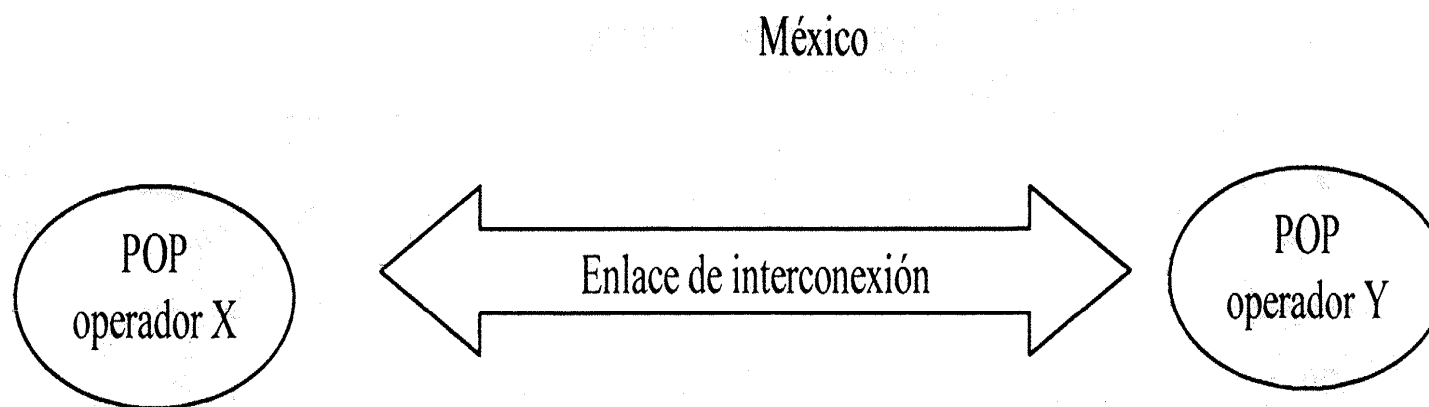 México
POP
operador X
Enlace de interconexión
POP
operador Y